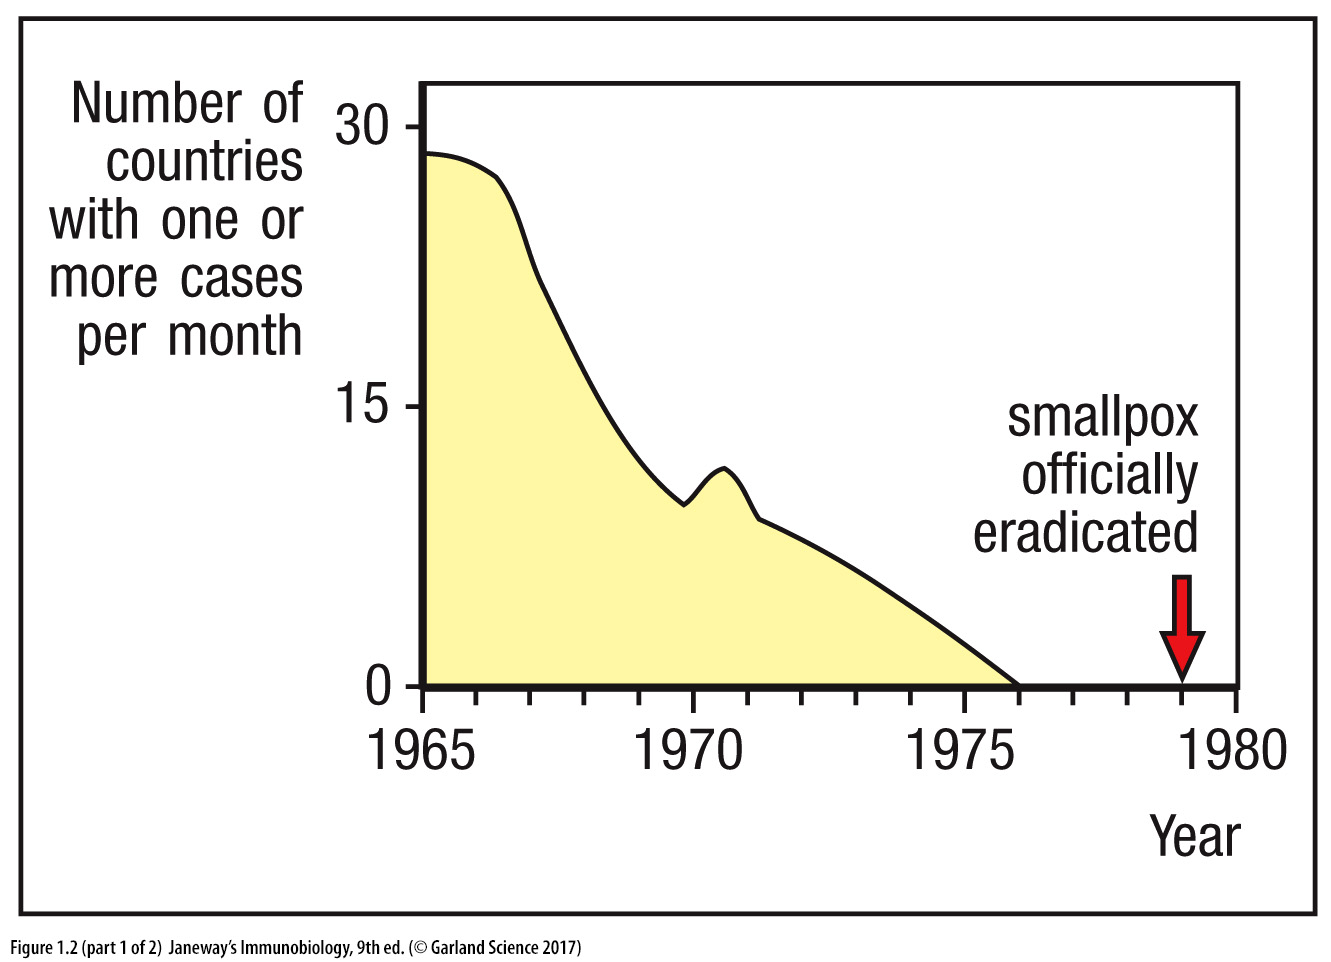 Number of
countries
with one or
more cases
per month
30
15
0
smallpox
officially
eradicated
1965 1970 1975 1980
Year
Figure 1.2 (part 1 of 2) Janeway's Immunobiology, 9th ed. (© Garland Science 2017)